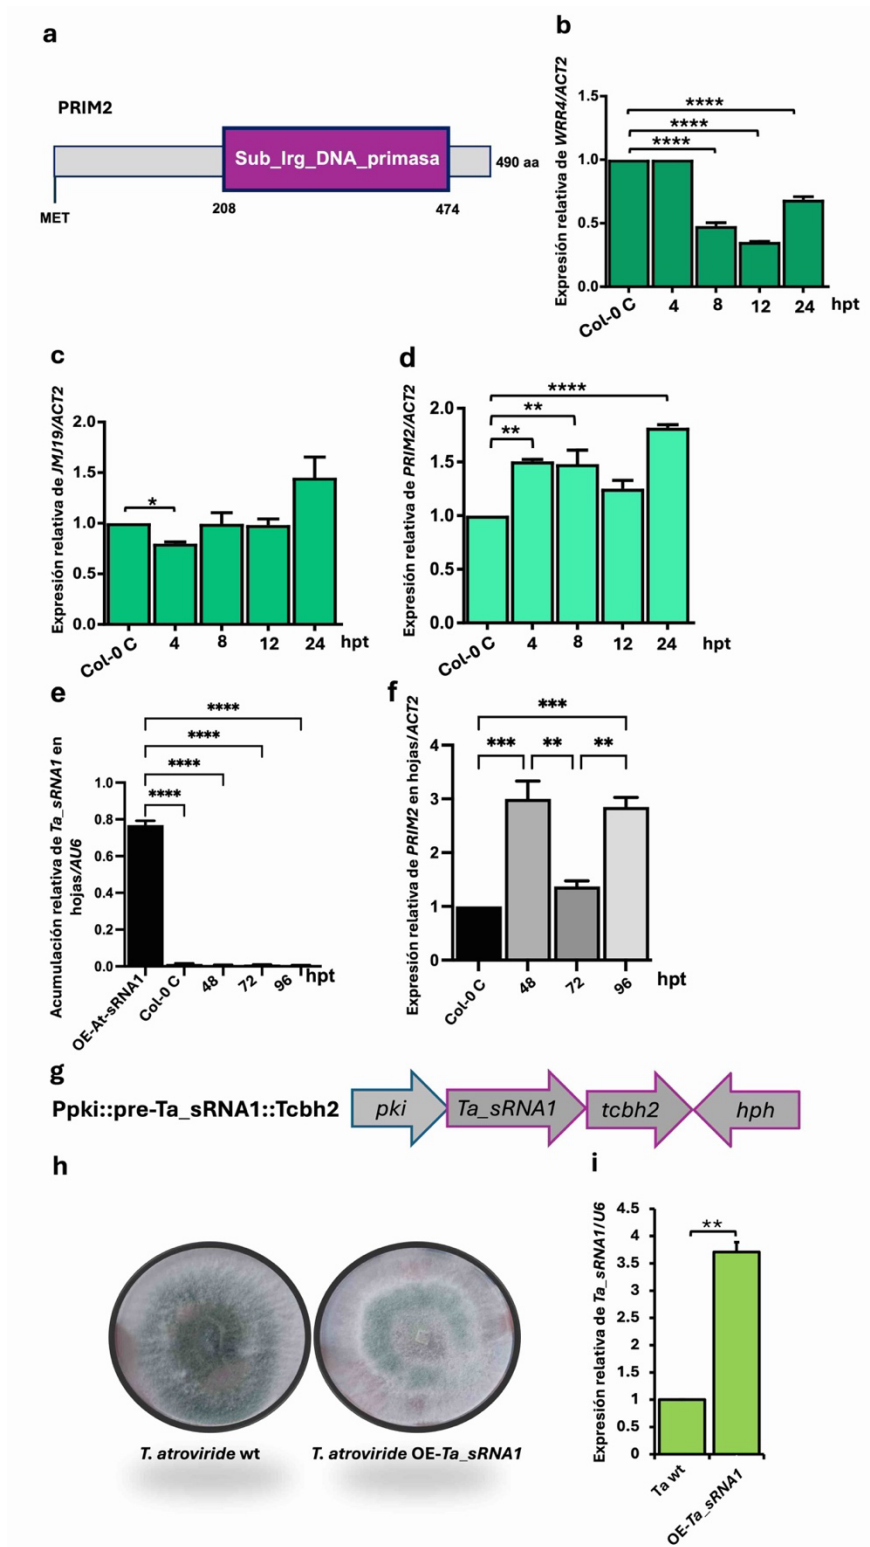 a
PRIM2
Sub_lrg_DNA_primasa
490 aa
MET
208
474
b
Expresión relativa de WRR4/ACT2
1.5
1.0
0.5
0.0
****
****
****
Col-0 C
4
8
12
24
hpt
c
Expresión relativa de JMJ19/ACT2
2.0
1.5
1.0
0.5
0.0
*
Col-0 C
4
8
12
24
hpt
d
Expresión relativa de PRIM2/ACT2
2.0
1.5
1.0
0.5
0.0
****
**
**
Col-0 C
4
8
12
24
hpt
e
Acumulación relativa de Ta_sRNA1 en
hojas/AU6
1.0
0.8
0.6
0.4
0.2
0.0
****
****
****
****
OE-At-sRNA1
Col-0 C
48
72
96
hpt
f
Expresión relativa de PRIM2 en hojas/ACT2
4
3
2
1
0
***
***
**
**
Col-0 C
48
72
96
hpt
g
Ppki::pre-Ta_sRNA1::Tcbh2
pki
Ta_sRNA1
tcbh2
hph
h
T. atroviride wt
T. atroviride OE-Ta_sRNA1
i
Expresión relativa de Ta_sRNA1/U6
4.5
4
3.5
3
2.5
2
1.5
1
0.5
0
**
Ta wt
OE-Ta_sRNA1